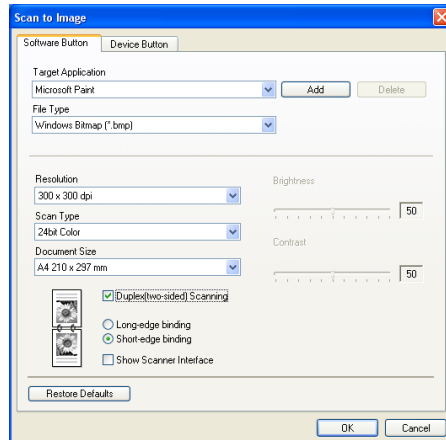 Scan to Image
Software Button Device Button
Target Application
Microsoft Paint Add Delete
File Type
Windows Bitmap (*.bmp)
Resolution Brightness
300 x 300 dpi
50
Scan Type
24bit Color
Contrast
Document Size
A4 210 x 297 mm
50
Duplex(two-sided) Scanning
Long-edge binding
Short-edge binding
Show Scanner Interface
Restore Defaults
OK Cancel